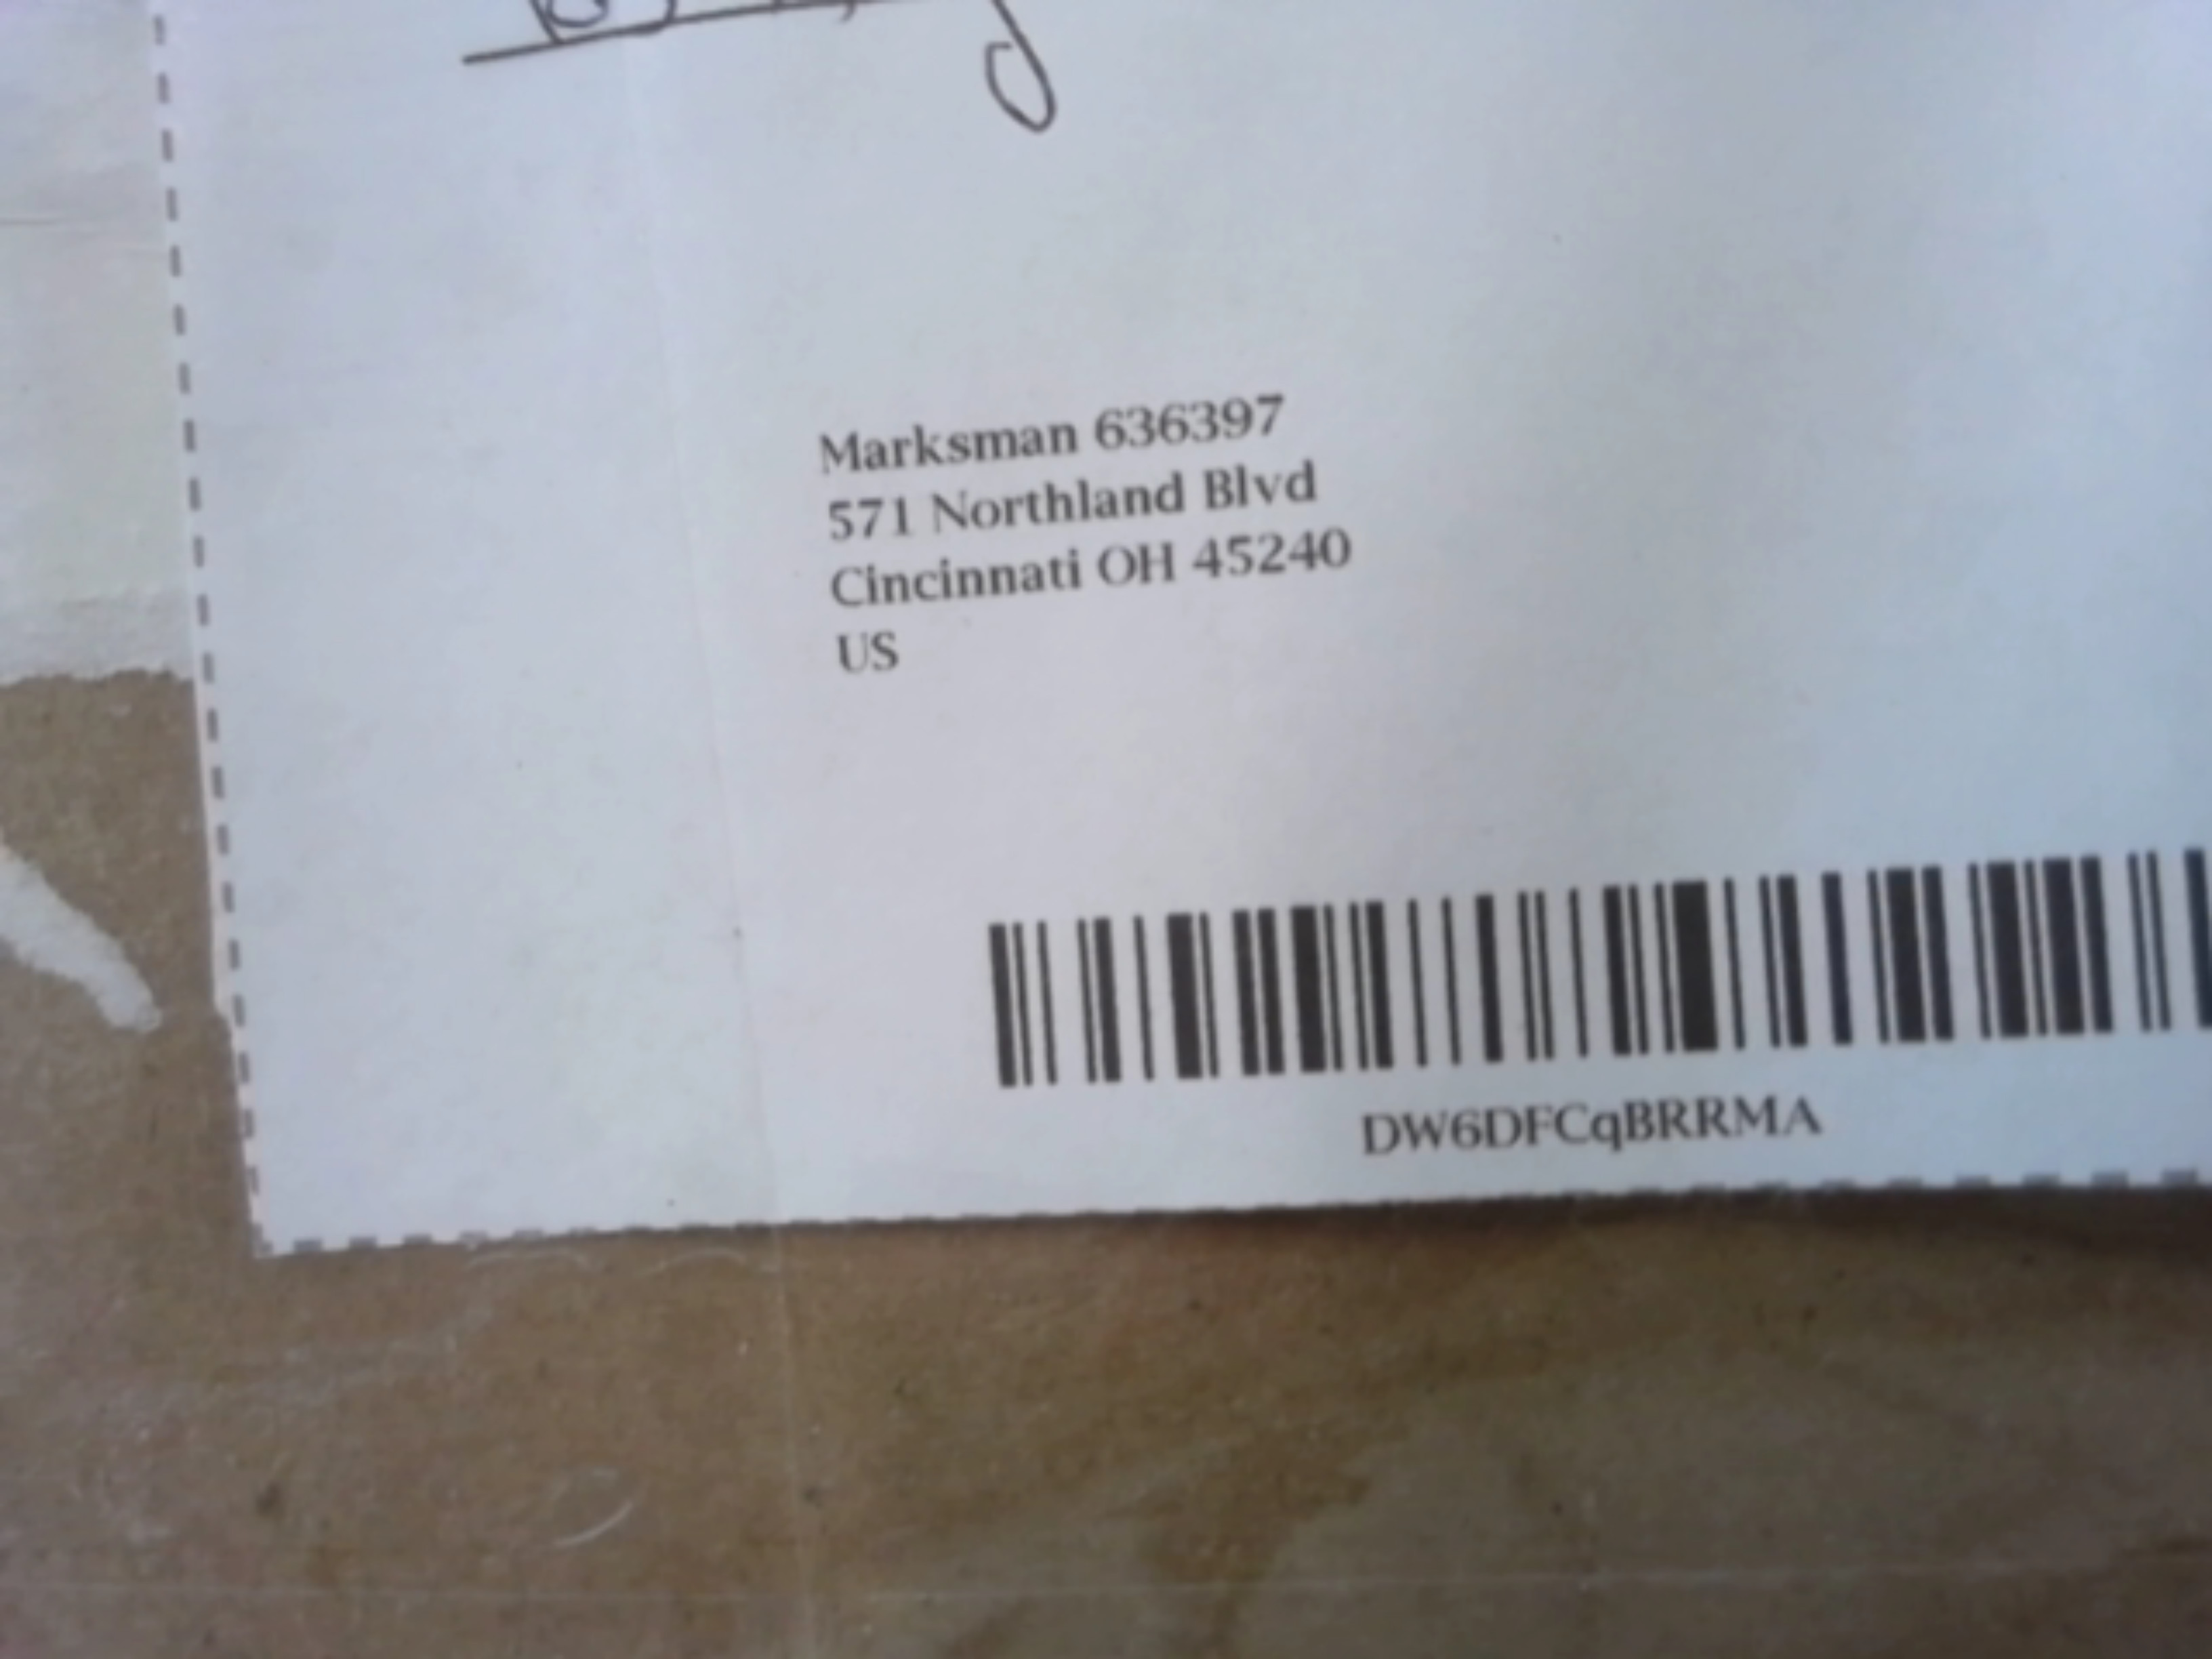 Marksman 636397
571 Northland Blvd
Cincinnati OH 45240
US
DW6DFCqBRRMA